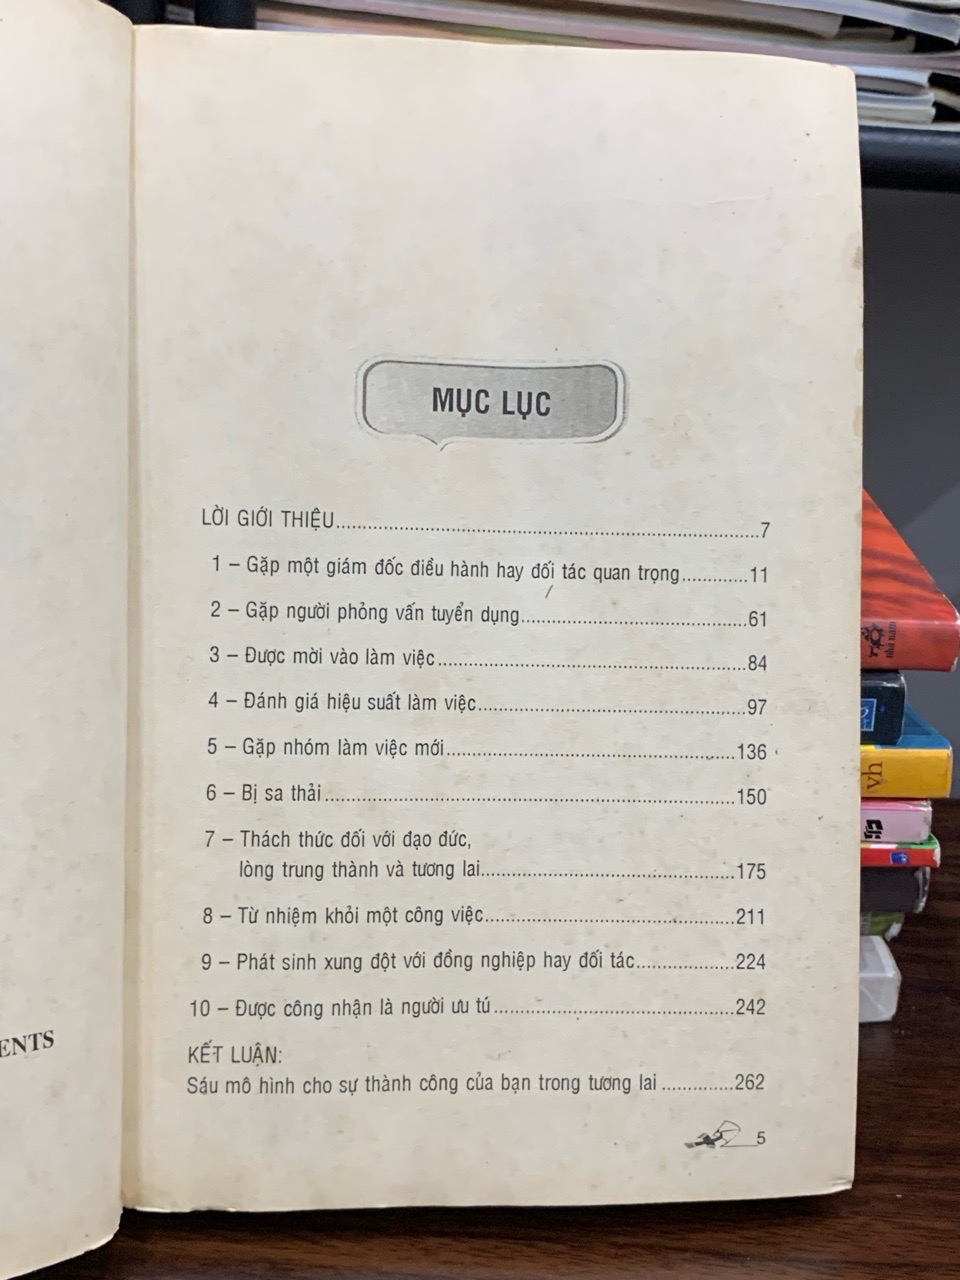 MỤC LỤC
LỜI GIỚI THIỆU............7
1 – Gặp một giám đốc điều hành hay đối tác quan trọng............11
2 – Gặp người phỏng vấn tuyển dụng............61
3 – Được mời vào làm việc............84
4 – Đánh giá hiệu suất làm việc............97
5 – Gặp nhóm làm việc mới............136
6 – Bị sa thải............150
7 – Thách thức đối với đạo đức,
lòng trung thành và tương lai............175
8 – Từ nhiệm khỏi một công việc............211
9 – Phát sinh xung đột với đồng nghiệp hay đối tác............224
10 – Được công nhận là người ưu tú............242
KẾT LUẬN:
Sáu mô hình cho sự thành công của bạn trong tương lai............262
5
ENTS
vh